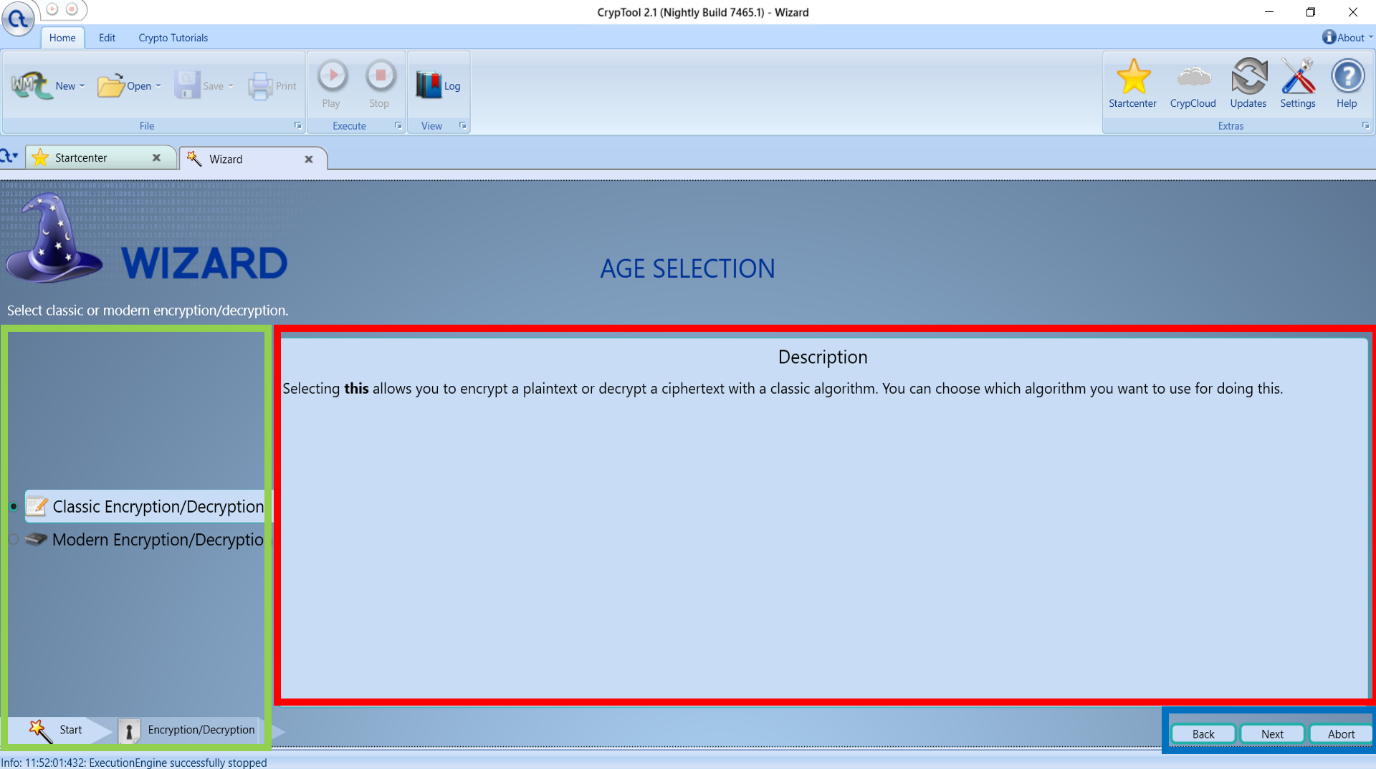 CrypTool 2.1 (Nightly Build 7465.1) - Wizard
Home Edit Crypto Tutorials About
New Open Save Print Play Stop Log Startcenter CrypCloud Updates Settings Help
File Execute View Extras
Startcenter Wizard
WIZARD
AGE SELECTION
Select classic or modern encryption/decryption.
Description
Selecting this allows you to encrypt a plaintext or decrypt a ciphertext with a classic algorithm. You can choose which algorithm you want to use for doing this.
Classic Encryption/Decryption
Modern Encryption/Decryptio
Start Encryption/Decryption
Back Next Abort
Info: 11:52:01:432: ExecutionEngine successfully stopped